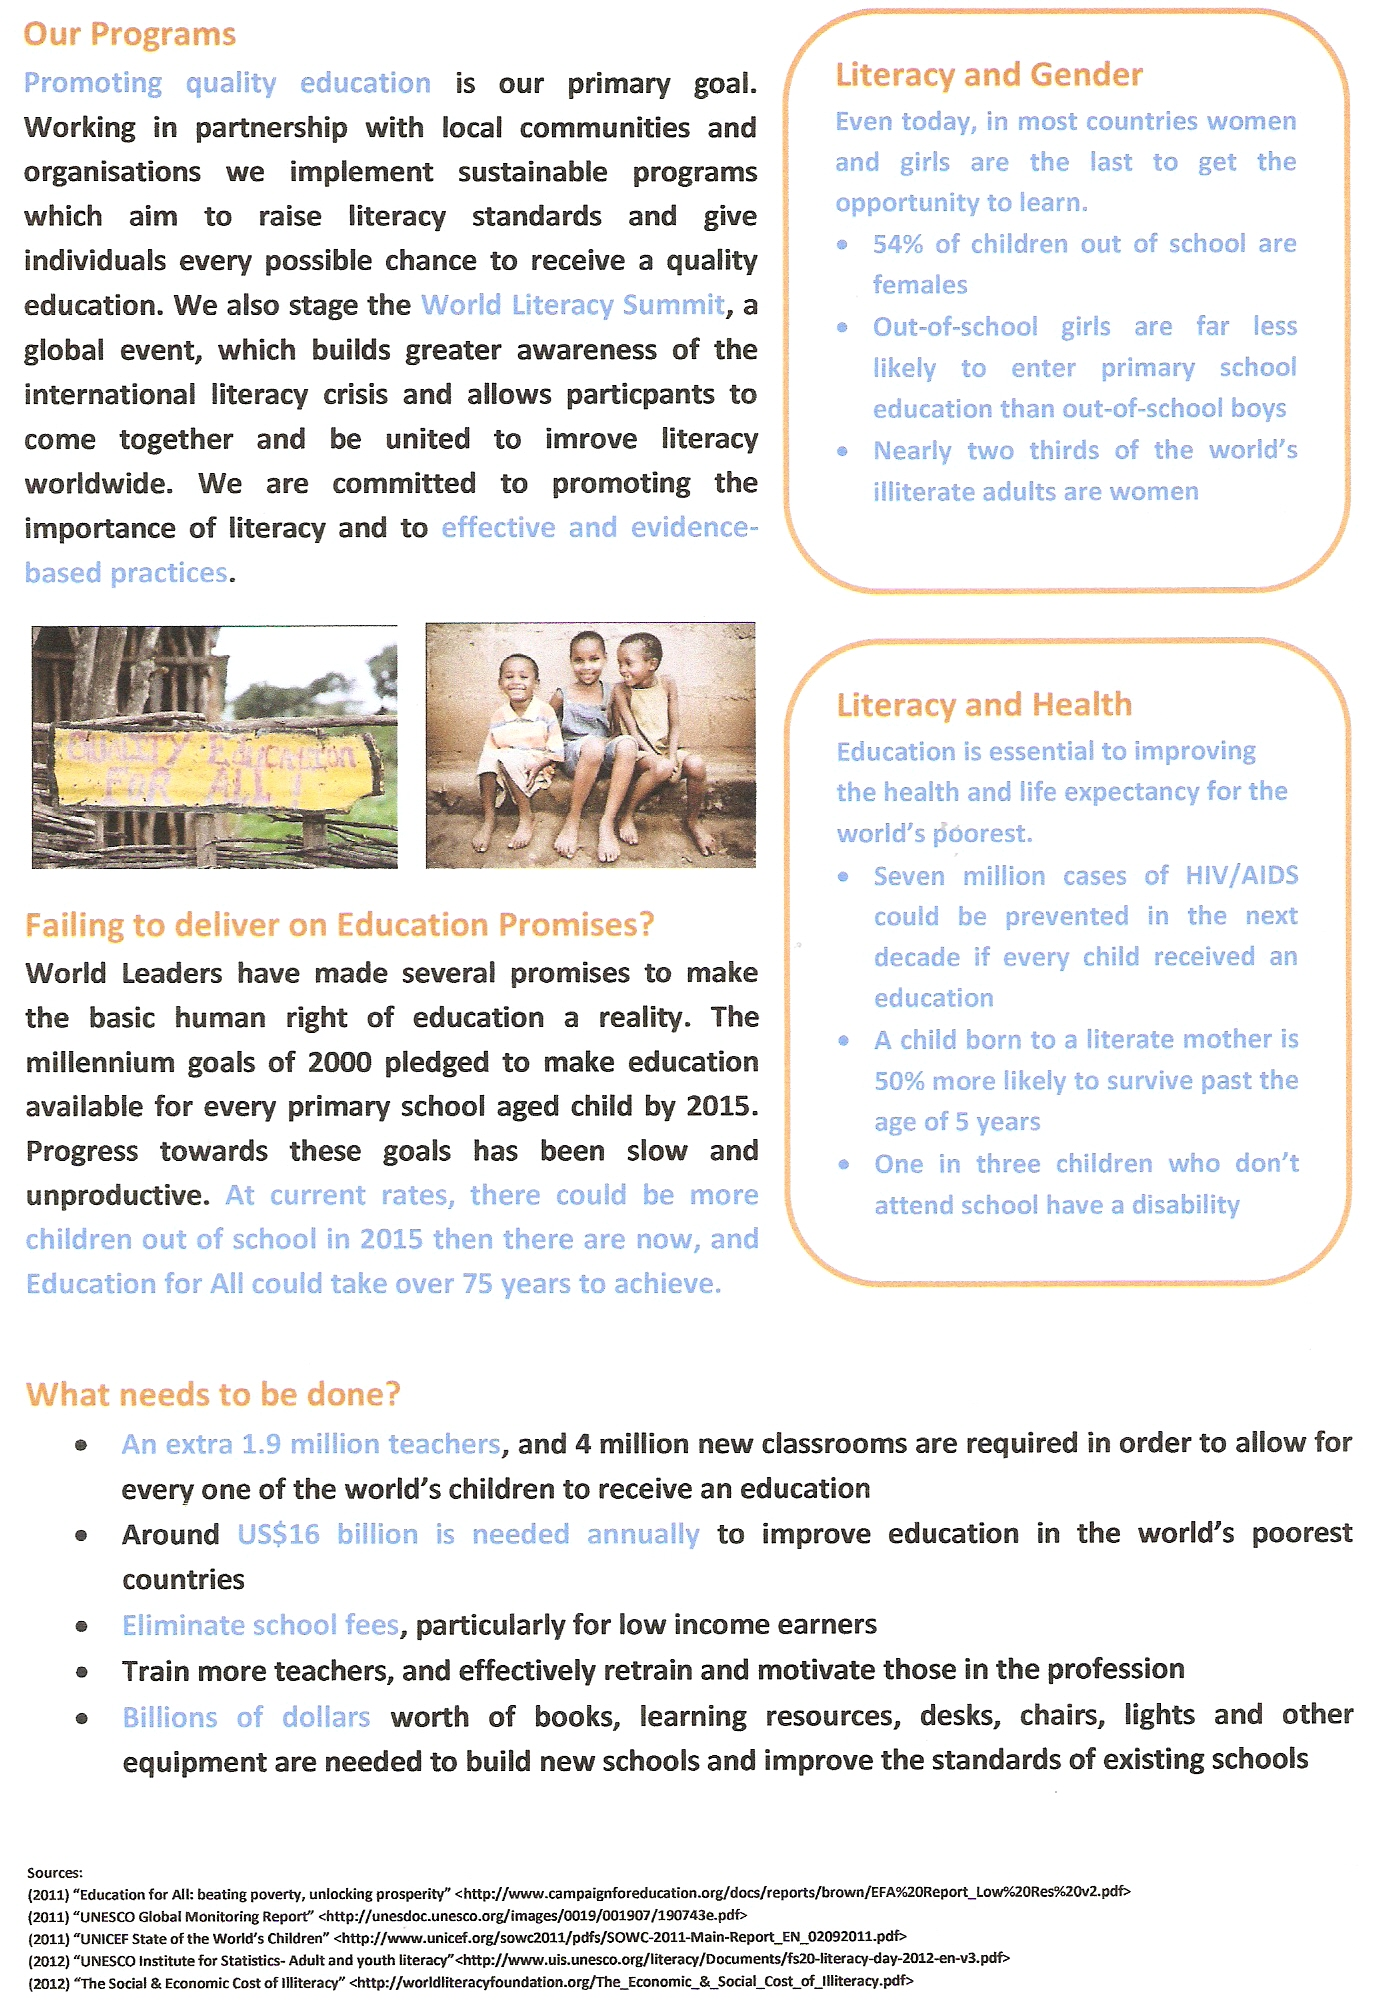 Our Programs
Promoting quality education is our primary goal.
Working in partnership with local communities and
organisations we implement sustainable programs
which aim to raise literacy standards and give
individuals every possible chance to receive a quality
education. We also stage the World Literacy Summit, a
global event, which builds greater awareness of the
international literacy crisis and allows particpants to
come together and be united to imrove literacy
worldwide. We are committed to promoting the
importance of literacy and to effective and evidence-
based practices.
QUALITY EDUCATION
FOR ALL!
Failing to deliver on Education Promises?
World Leaders have made several promises to make
the basic human right of education a reality. The
millennium goals of 2000 pledged to make education
available for every primary school aged child by 2015.
Progress towards these goals has been slow and
unproductive. At current rates, there could be more
children out of school in 2015 then there are now, and
Education for All could take over 75 years to achieve.
Literacy and Gender
Even today, in most countries women
and girls are the last to get the
opportunity to learn.
• 54% of children out of school are
females
• Out-of-school girls are far less
likely to enter primary school
education than out-of-school boys
• Nearly two thirds of the world's
illiterate adults are women
Literacy and Health
Education is essential to improving
the health and life expectancy for the
world's poorest.
• Seven million cases of HIV/AIDS
could be prevented in the next
decade if every child received an
education
• A child born to a literate mother is
50% more likely to survive past the
age of 5 years
• One in three children who don't
attend school have a disability
What needs to be done?
• An extra 1.9 million teachers, and 4 million new classrooms are required in order to allow for
every one of the world's children to receive an education
• Around US$16 billion is needed annually to improve education in the world's poorest
countries
• Eliminate school fees, particularly for low income earners
• Train more teachers, and effectively retrain and motivate those in the profession
• Billions of dollars worth of books, learning resources, desks, chairs, lights and other
equipment are needed to build new schools and improve the standards of existing schools
Sources:
(2011) "Education for All: beating poverty, unlocking prosperity" <http://www.campaignforeducation.org/docs/reports/brown/EFA%20Report_Low%20Res%20v2.pdf>
(2011) "UNESCO Global Monitoring Report" <http://unesdoc.unesco.org/images/0019/001907/190743e.pdf>
(2011) "UNICEF State of the World's Children" <http://www.unicef.org/sowc2011/pdfs/SOWC-2011-Main-Report_EN_02092011.pdf>
(2012) "UNESCO Institute for Statistics- Adult and youth literacy"<http://www.uis.unesco.org/literacy/Documents/fs20-literacy-day-2012-en-v3.pdf>
(2012) "The Social & Economic Cost of Illiteracy" <http://worldliteracyfoundation.org/The_Economic_&_Social_Cost_of_Illiteracy.pdf>